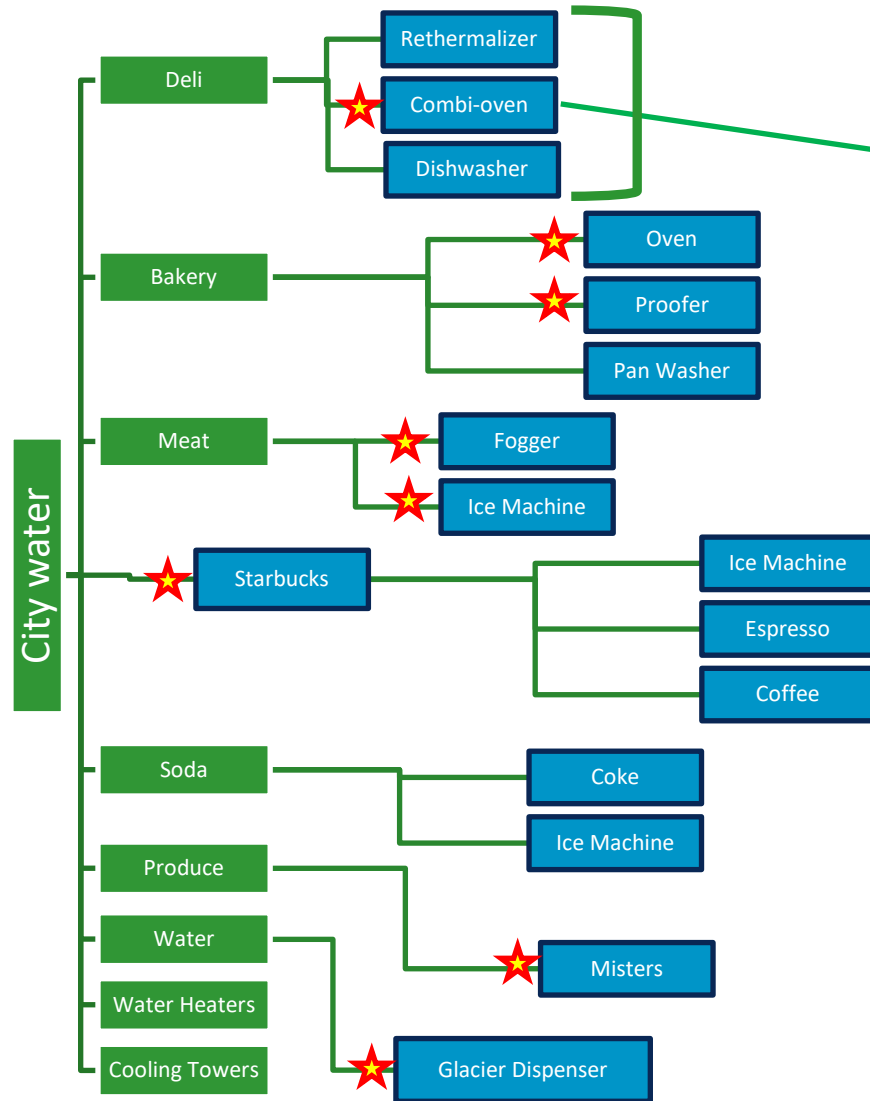 City water
Deli
Rethermalizer
Combi-oven
Dishwasher
Bakery
Oven
Proofer
Pan Washer
Meat
Fogger
Ice Machine
Starbucks
Ice Machine
Espresso
Coffee
Soda
Coke
Ice Machine
Produce
Misters
Water
Glacier Dispenser
Water Heaters
Cooling Towers